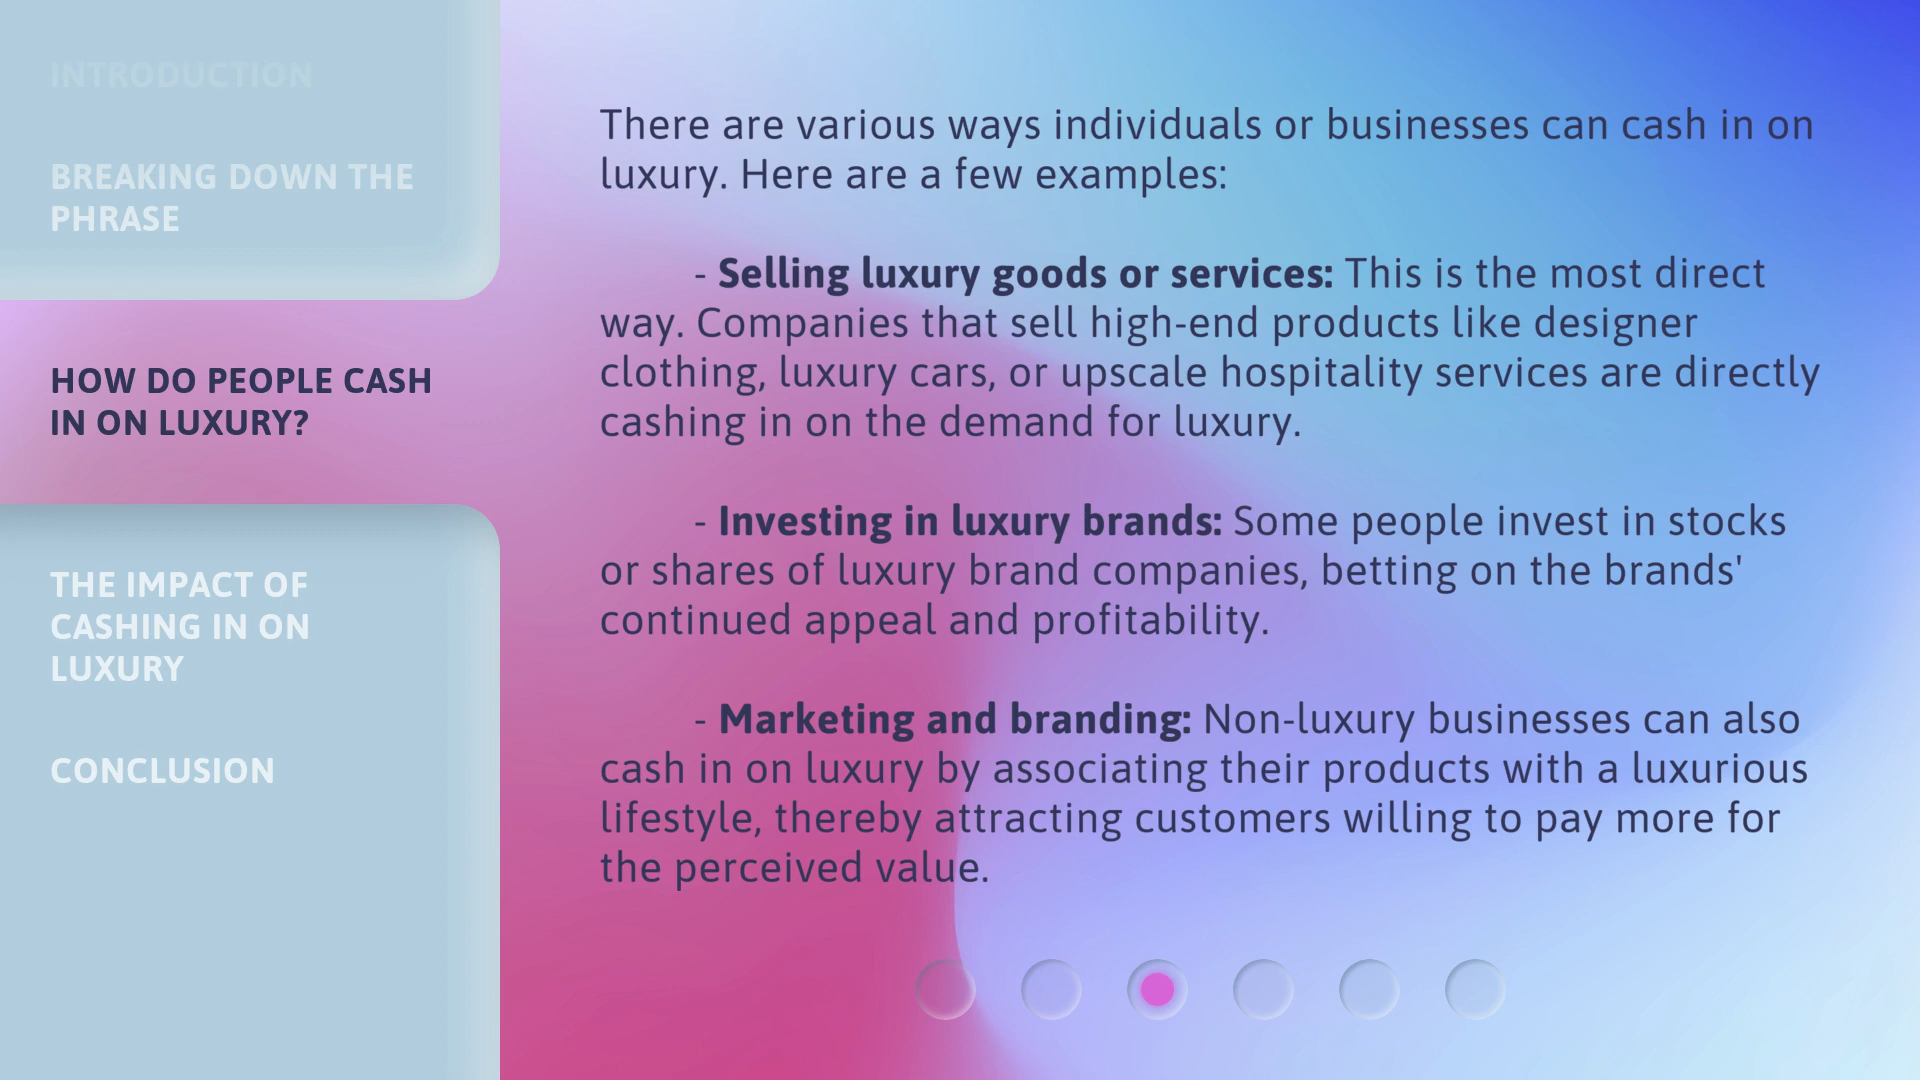 INTRODUCTION
BREAKING DOWN THE
PHRASE
HOW DO PEOPLE CASH
IN ON LUXURY?
THE IMPACT OF
CASHING IN ON
LUXURY
CONCLUSION
There are various ways individuals or businesses can cash in on
luxury. Here are a few examples:
- Selling luxury goods or services: This is the most direct
way. Companies that sell high-end products like designer
clothing, luxury cars, or upscale hospitality services are directly
cashing in on the demand for luxury.
- Investing in luxury brands: Some people invest in stocks
or shares of luxury brand companies, betting on the brands'
continued appeal and profitability.
- Marketing and branding: Non-luxury businesses can also
cash in on luxury by associating their products with a luxurious
lifestyle, thereby attracting customers willing to pay more for
the perceived value.